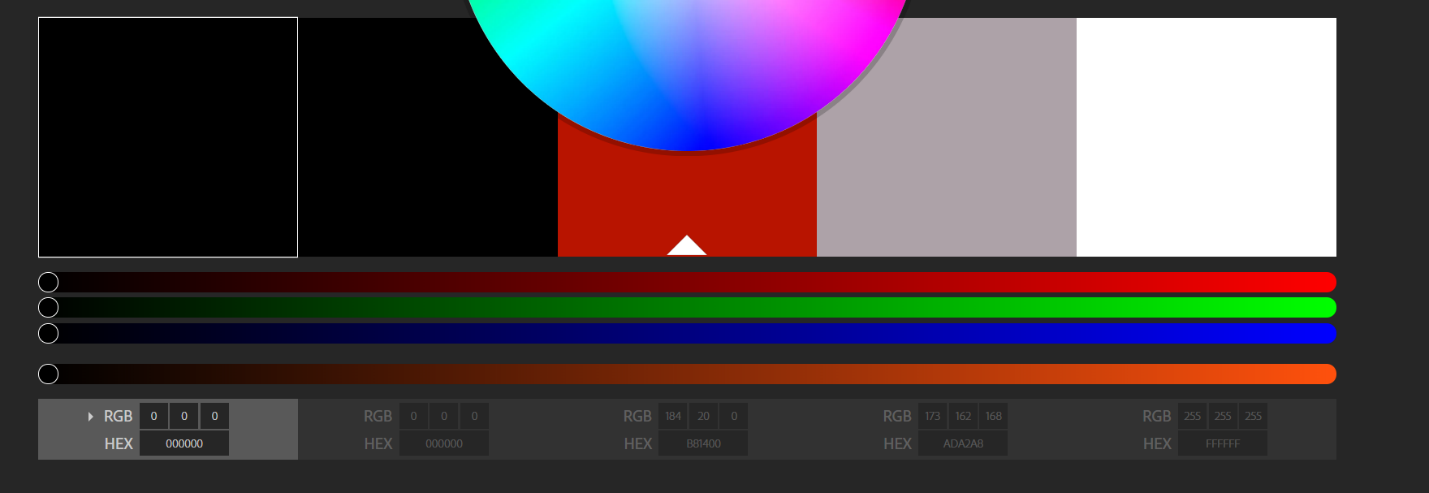 RGB 0 0 0 RGB 0 0 0 RGB 184 20 0 RGB 173 162 168 RGB 255 255 255
HEX 000000 HEX 000000 HEX B81400 HEX ADA2A8 HEX FFFFFF